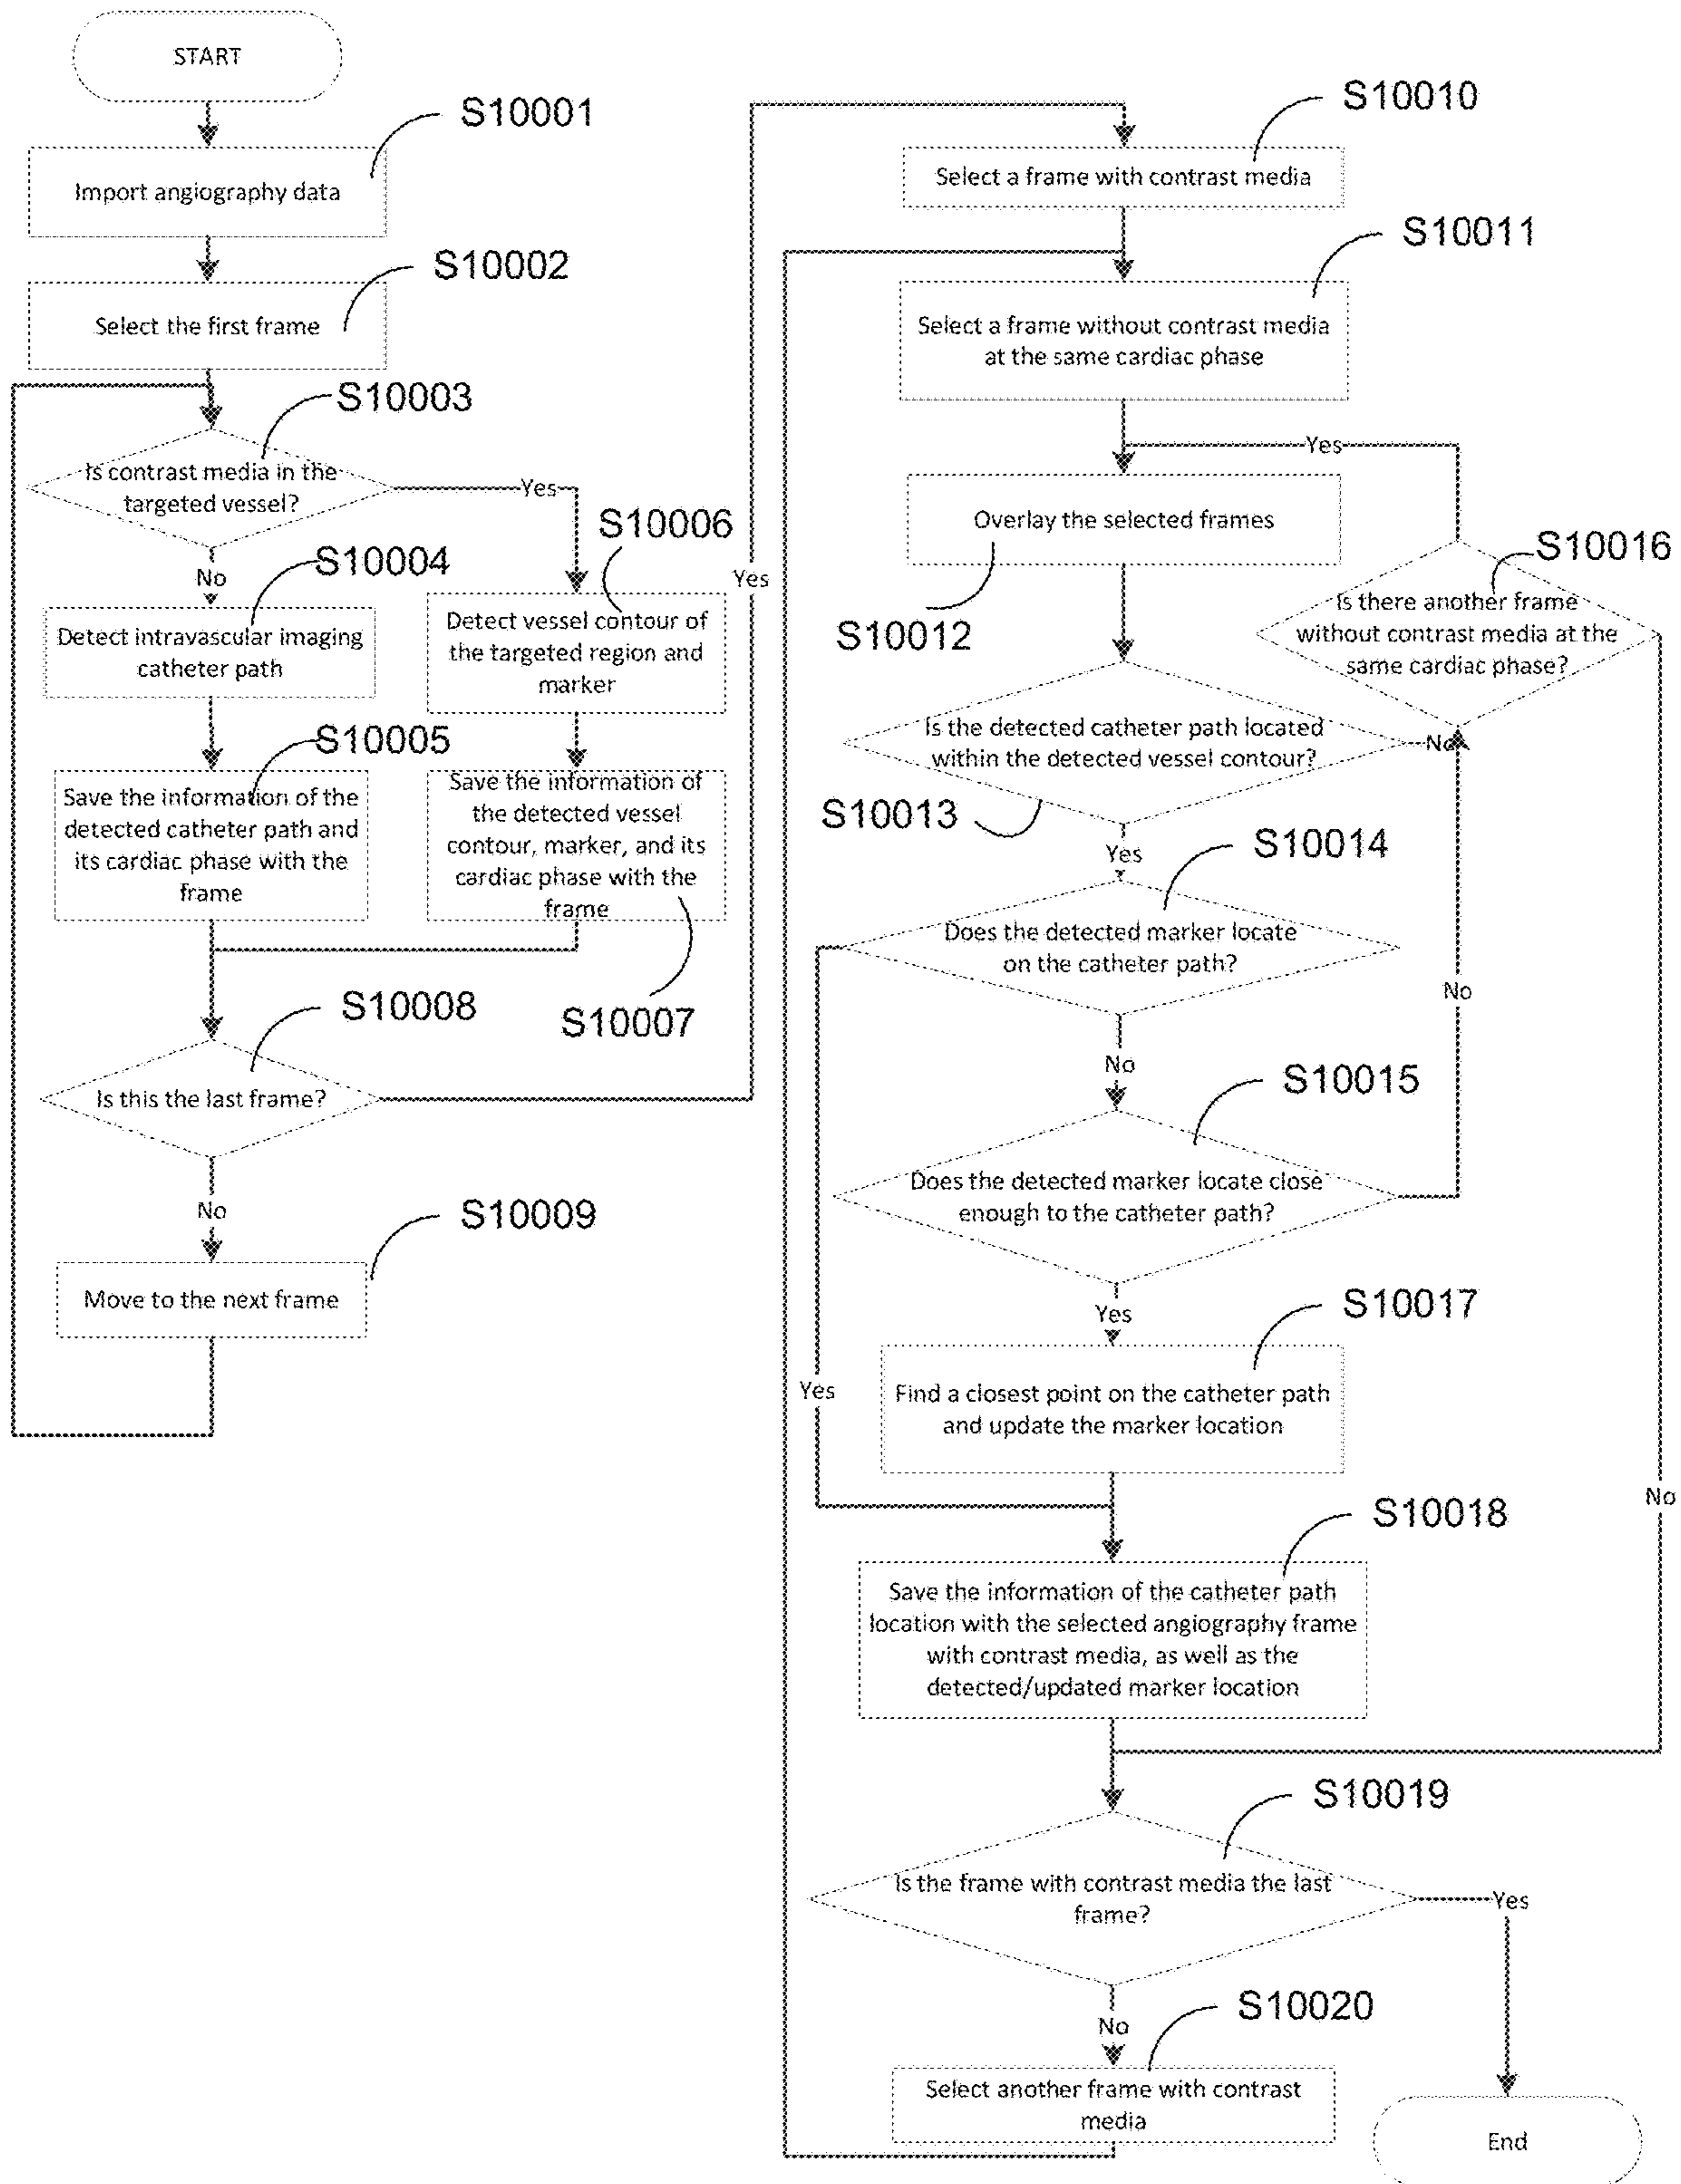 START
S10001
Import angiography data
S10002
Select the first frame
S10003
Is contrast media in the
targeted vessel?
Yes
No
S10004
Detect intravascular imaging
catheter path
S10006
Detect vessel contour of
the targeted region and
marker
S10005
Save the information of the
detected catheter path and
its cardiac phase with the
frame
Save the information of
the detected vessel
contour, marker, and its
cardiac phase with the
frame
S10007
S10008
Is this the last frame?
Yes
No
S10009
Move to the next frame
S10010
Select a frame with contrast media
S10011
Select a frame without contrast media
at the same cardiac phase
Yes
Overlay the selected frames
S10012
S10016
Is there another frame
without contrast media at the
same cardiac phase?
Is the detected catheter path located
within the detected vessel contour?
No
S10013
Yes
S10014
Does the detected marker locate
on the catheter path?
No
No
S10015
Does the detected marker locate close
enough to the catheter path?
Yes
S10017
Find a closest point on the catheter path
and update the marker location
Yes
No
S10018
Save the information of the catheter path
location with the selected angiography frame
with contrast media, as well as the
detected/updated marker location
S10019
Is the frame with contrast media the last
frame?
Yes
No
S10020
Select another frame with contrast
media
End